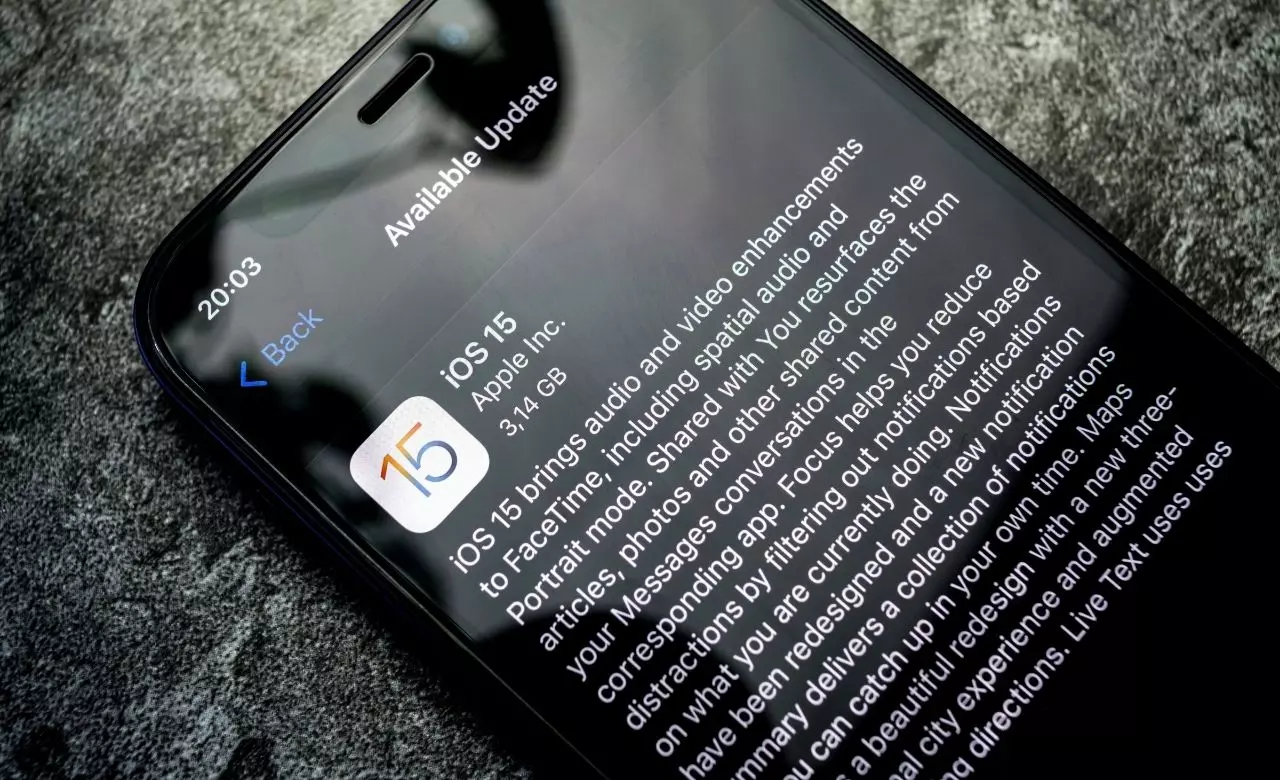 20:03
Back
Available Update
15
iOS 15
Apple Inc.
3,14 GB
iOS 15 brings audio and video enhancements
to FaceTime, including spatial audio and
Portrait mode. Shared with You resurfaces the
articles, photos and other shared content from
your Messages conversations in the
corresponding app. Focus helps you reduce
distractions by filtering out notifications based
on what you are currently doing. Notifications
have been redesigned and a new notification
mmary delivers a collection of notifications
u can catch up in your own time. Maps
s a beautiful redesign with a new three-
al city experience and augmented
ng directions. Live Text uses uses